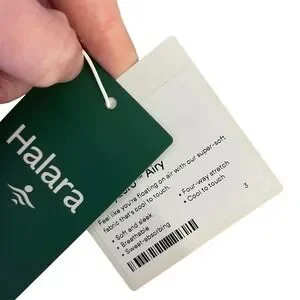 Halara
Airy
Feel like you're floating on air with our super-soft
fabric that's cool to touch.
• Soft and sleek
• Breathable
• Sweat-absorbing
• Four-way stretch
• Cool to touch
3